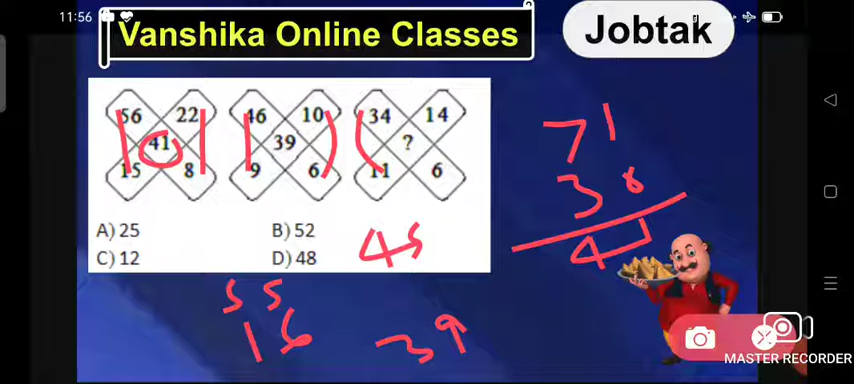 11:56
Vanshika Online Classes
Jobtak
56 22 46 10 34 14
41 39 ?
15 8 9 6 11 6
A) 25 B) 52
C) 12 D) 48
45
71
30
4
55
16
39
MASTER RECORDER